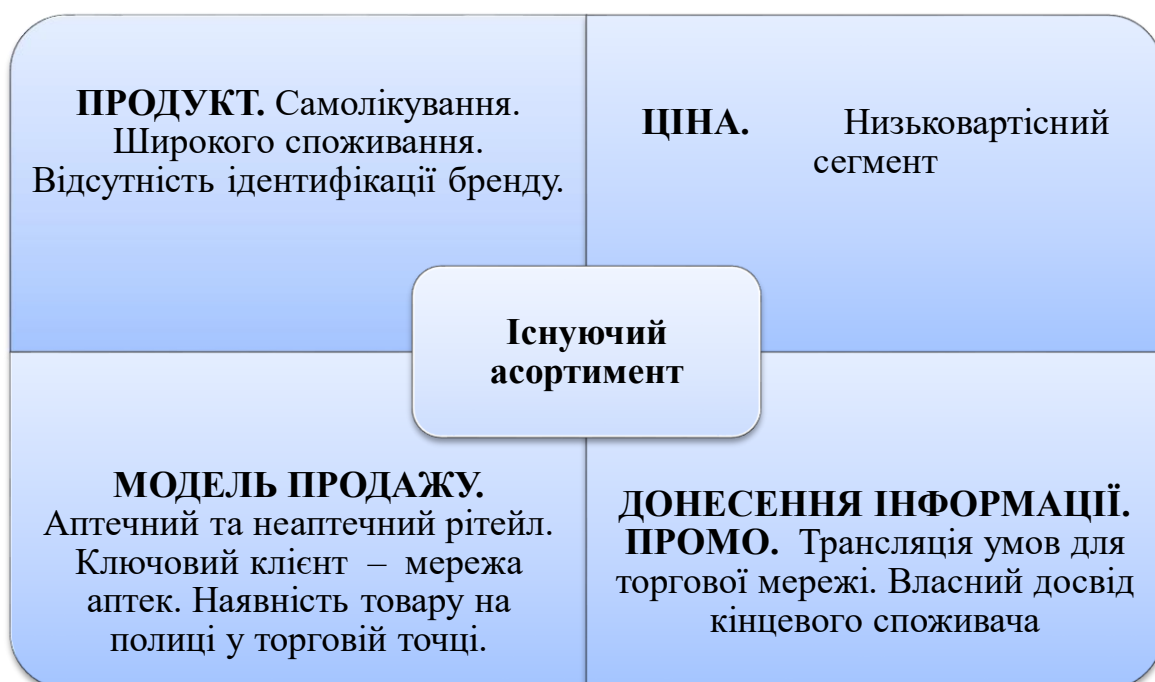 ПРОДУКТ. Самолікування.
Широкого споживання.
Відсутність ідентифікації бренду.
ЦІНА. Низьковартісний
сегмент
Існуючий
асортимент
МОДЕЛЬ ПРОДАЖУ.
Аптечний та неаптечний рітейл.
Ключовий клієнт – мережа
аптек. Наявність товару на
полиці у торговій точці.
ДОНЕСЕННЯ ІНФОРМАЦІЇ.
ПРОМО. Трансляція умов для
торгової мережі. Власний досвід
кінцевого споживача